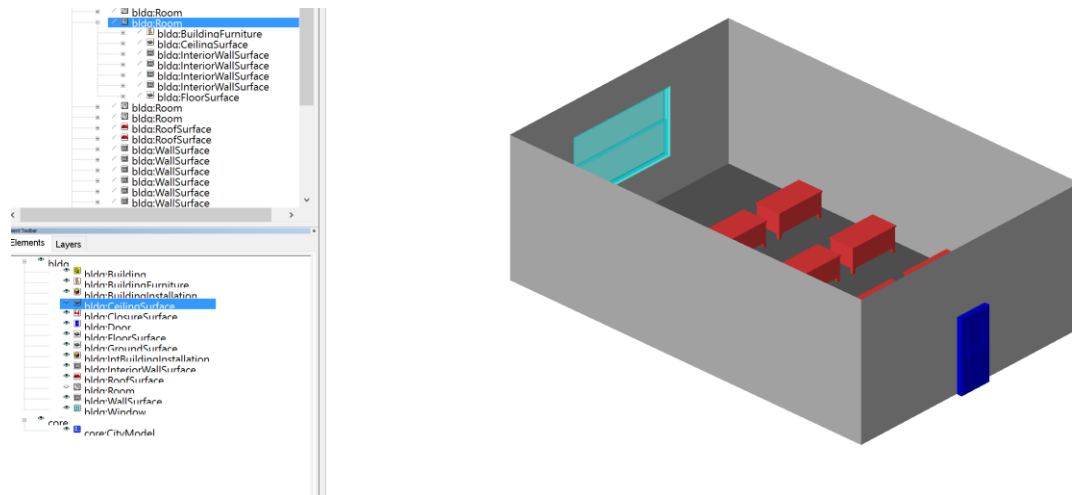 bldg:Room
bldg:Room
bldg:BuildingFurniture
bldg:CeilingSurface
bldg:InteriorWallSurface
bldg:InteriorWallSurface
bldg:InteriorWallSurface
bldg:InteriorWallSurface
bldg:FloorSurface
bldg:Room
bldg:Room
bldg:RoofSurface
bldg:RoofSurface
bldg:WallSurface
bldg:WallSurface
bldg:WallSurface
bldg:WallSurface
bldg:WallSurface
bldg:WallSurface
Toolbar
Elements Layers
bldg
bldg:Building
bldg:BuildingFurniture
bldg:BuildingInstallation
bldg:CeilingSurface
bldg:ClosureSurface
bldg:Door
bldg:FloorSurface
bldg:GroundSurface
bldg:IntBuildingInstallation
bldg:InteriorWallSurface
bldg:RoofSurface
bldg:Room
bldg:WallSurface
bldg:Window
core
core:CityModel